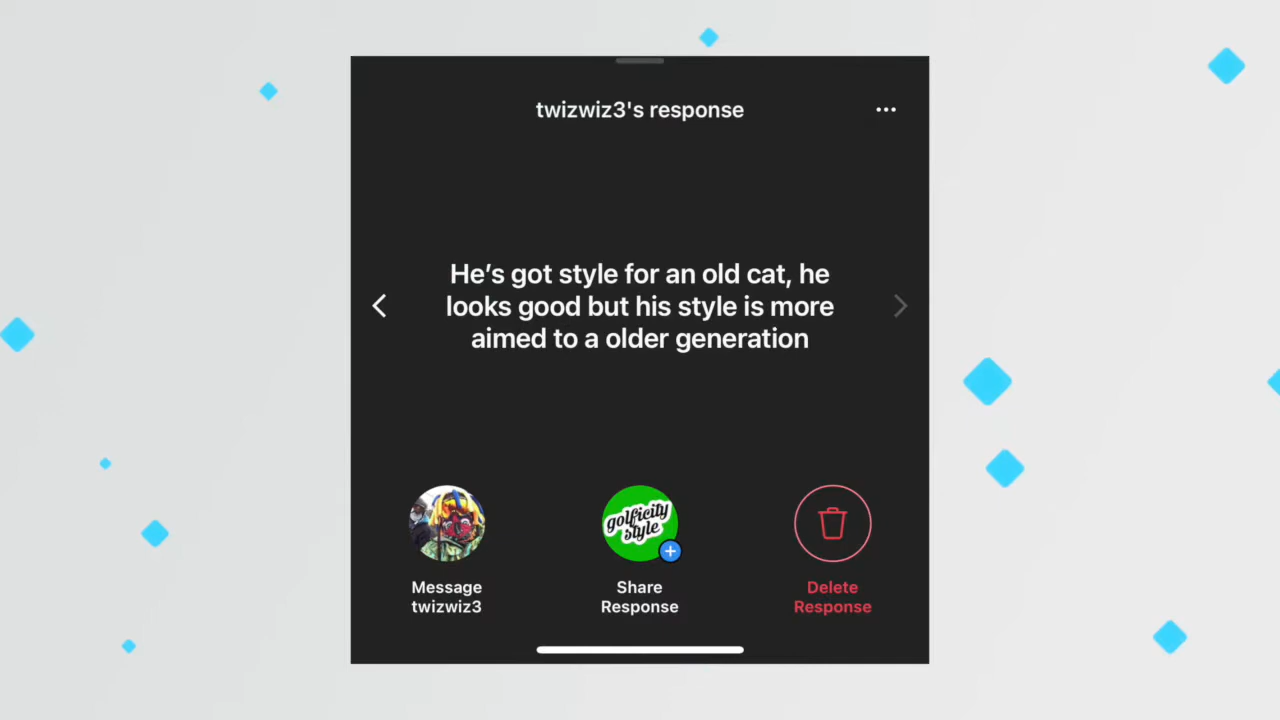 twizwiz3's response
He’s got style for an old cat, he
looks good but his style is more
aimed to a older generation
golficity
style
Message
twizwiz3
Share
Response
Delete
Response